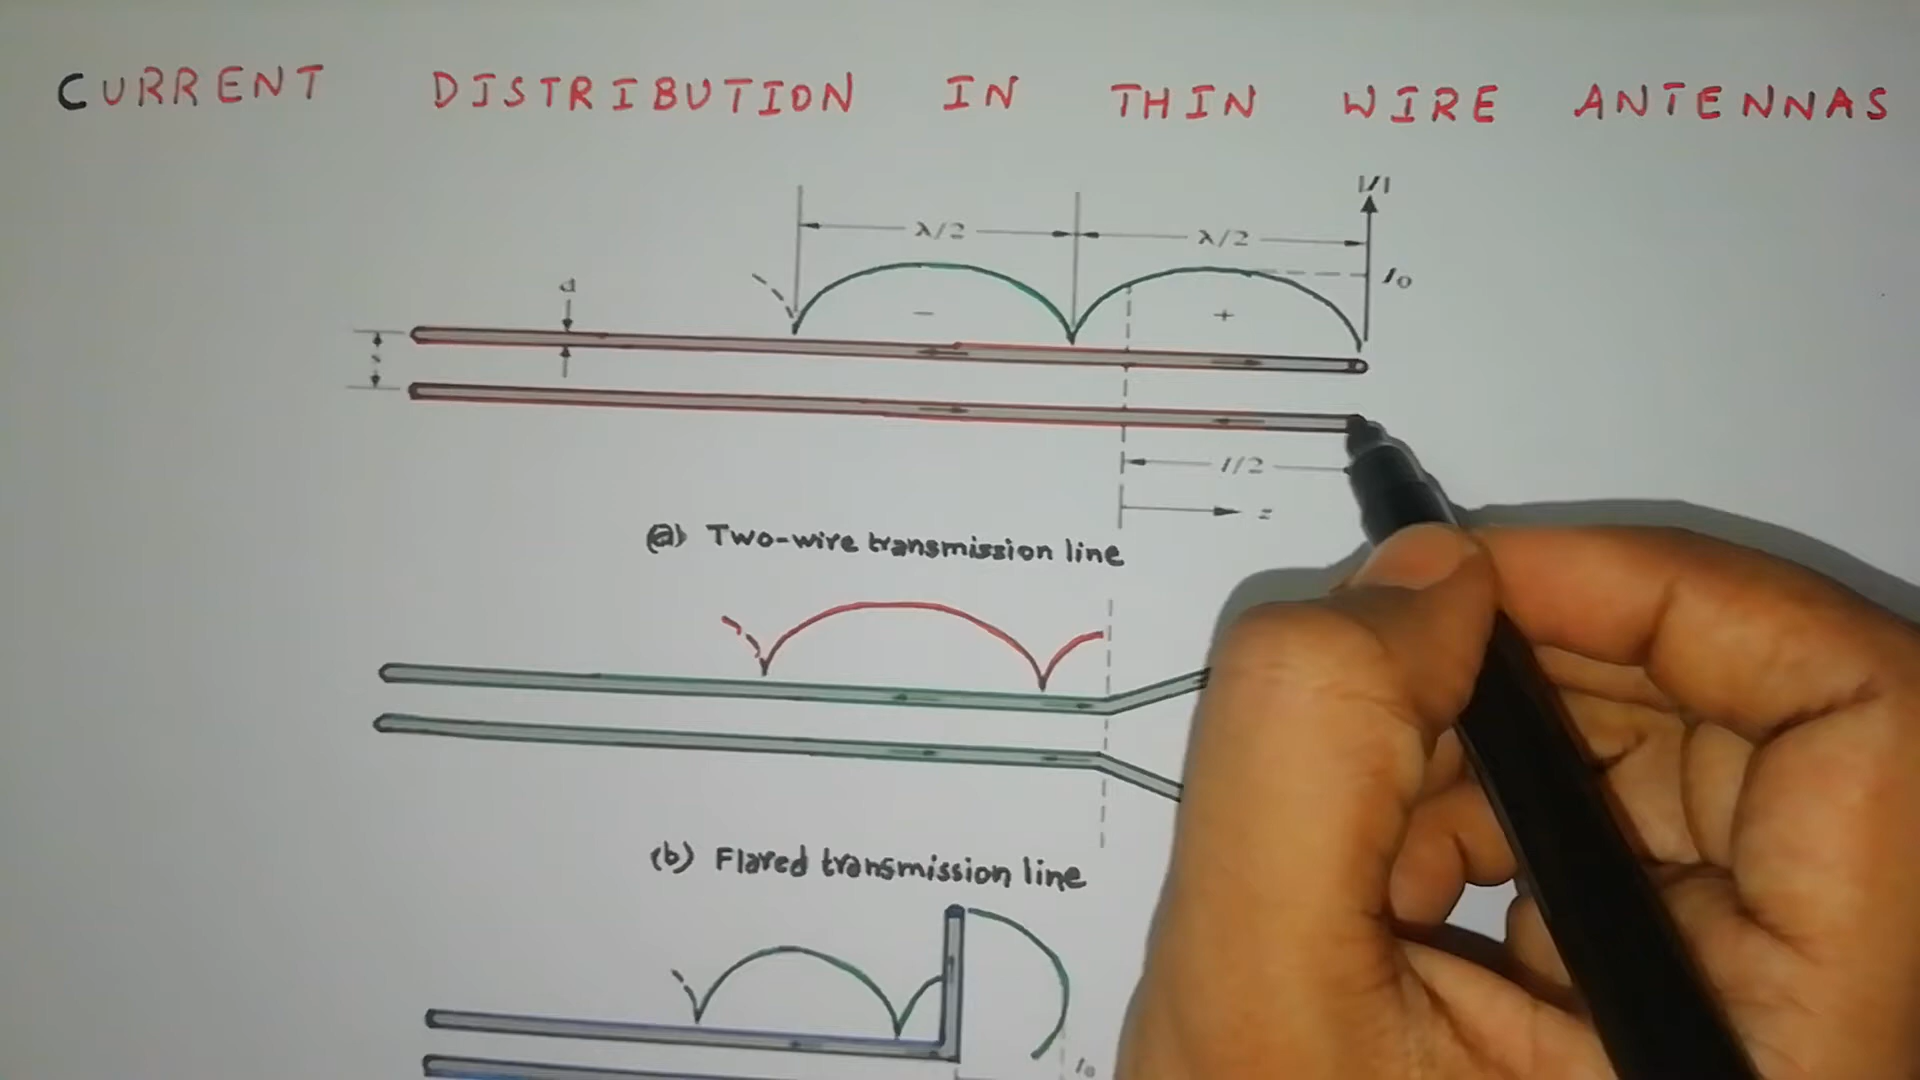 CURRENT DISTRIBUTION IN THIN WIRE ANTENNAS
|I|
λ/2 λ/2
I₀
d
− +
s
l/2
z
(a) Two-wire transmission line
(b) Flared transmission line
I₀